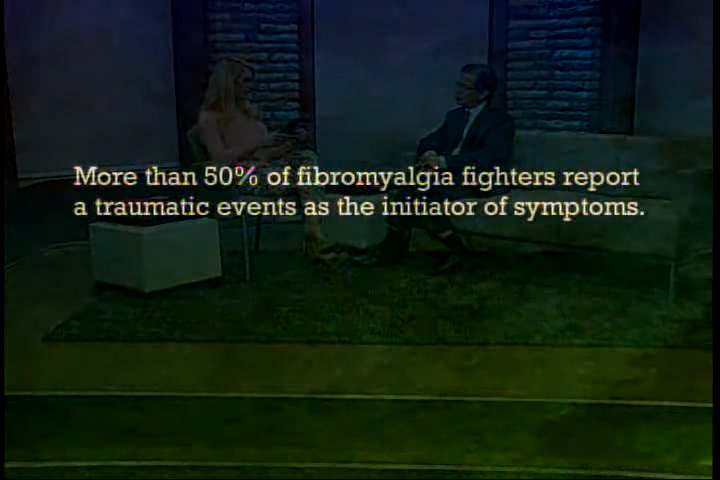 More than 50% of fibromyalgia fighters report
a traumatic events as the initiator of symptoms.